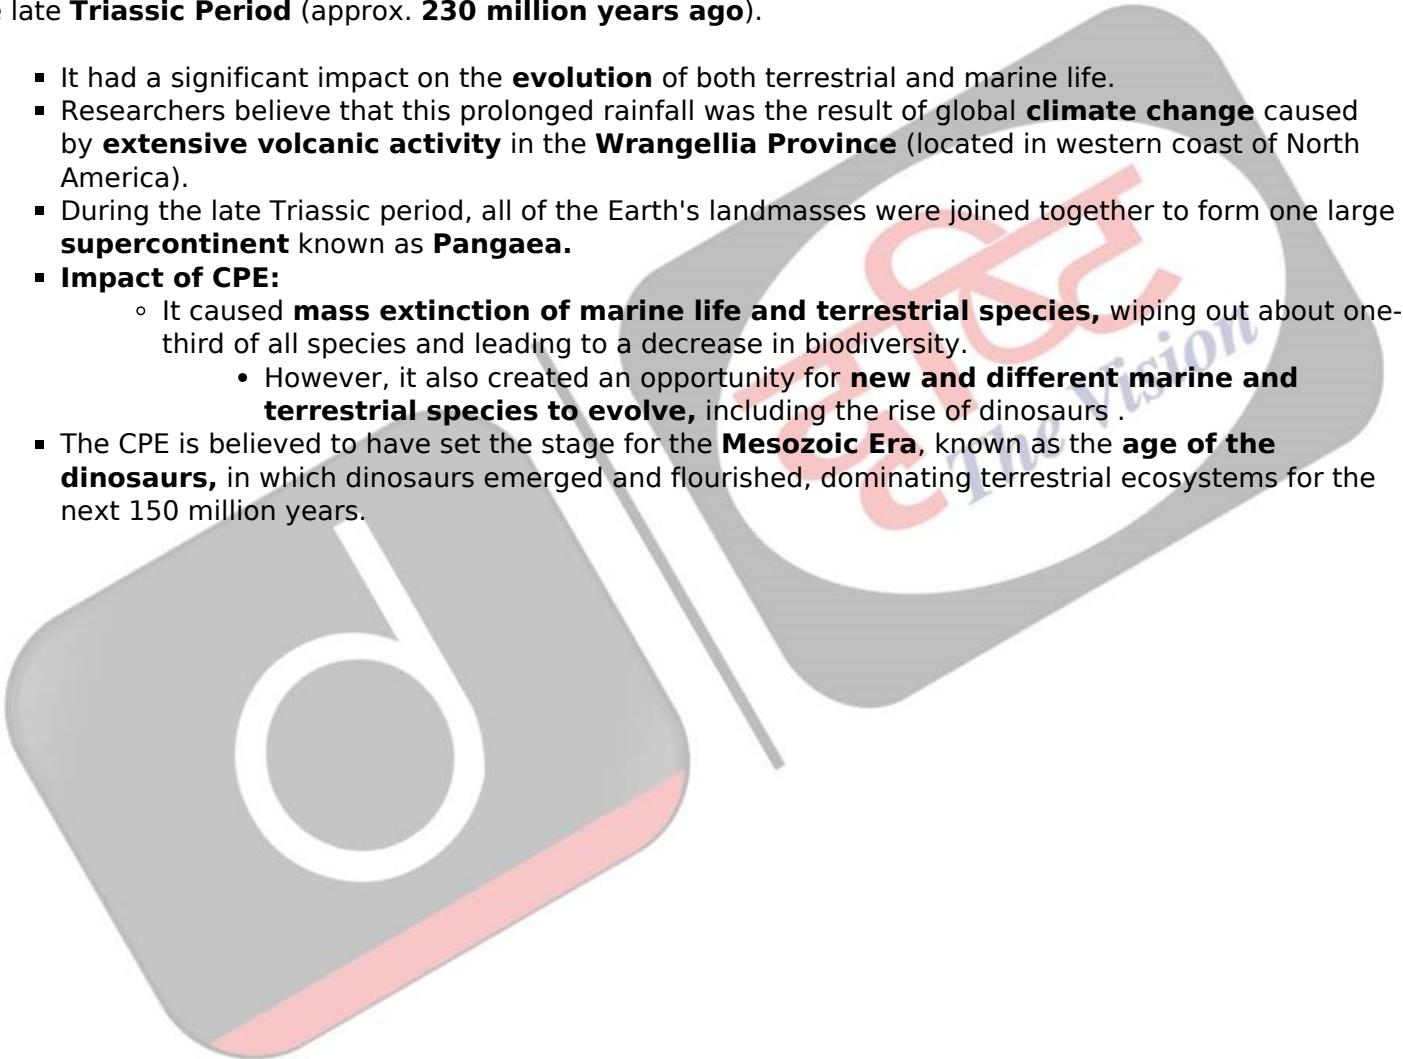 late Triassic Period (approx. 230 million years ago).
▪ It had a significant impact on the evolution of both terrestrial and marine life.
▪ Researchers believe that this prolonged rainfall was the result of global climate change caused
by extensive volcanic activity in the Wrangellia Province (located in western coast of North
America).
▪ During the late Triassic period, all of the Earth's landmasses were joined together to form one large
supercontinent known as Pangaea.
▪ Impact of CPE:
◦ It caused mass extinction of marine life and terrestrial species, wiping out about one-
third of all species and leading to a decrease in biodiversity.
• However, it also created an opportunity for new and different marine and
terrestrial species to evolve, including the rise of dinosaurs .
▪ The CPE is believed to have set the stage for the Mesozoic Era, known as the age of the
dinosaurs, in which dinosaurs emerged and flourished, dominating terrestrial ecosystems for the
next 150 million years.
दृष्टि
The Vision
d